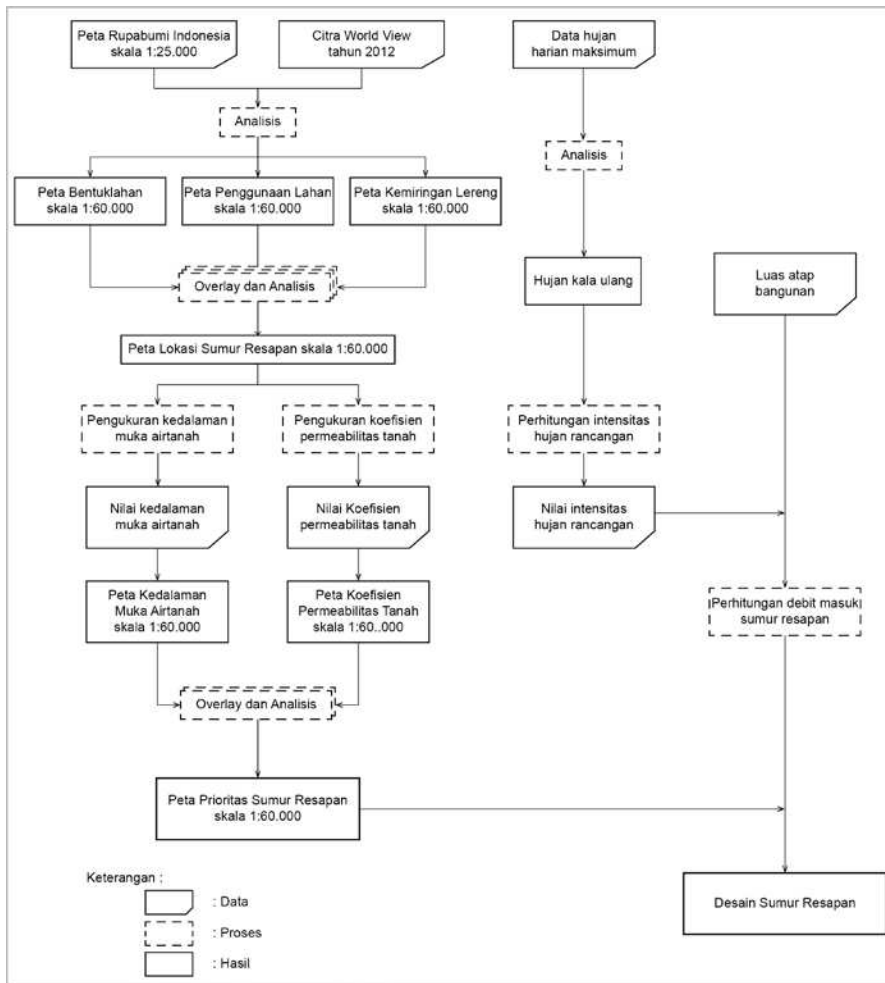 Peta Rupabumi Indonesia
skala 1:25.000
Citra World View
tahun 2012
Data hujan
harian maksimum
Analisis
Analisis
Peta Bentuklahan
skala 1:60.000
Peta Penggunaan Lahan
skala 1:60.000
Peta Kemiringan Lereng
skala 1:60.000
Overlay dan Analisis
Hujan kala ulang
Luas atap
bangunan
Peta Lokasi Sumur Resapan skala 1:60.000
Pengukuran kedalaman
muka airtanah
Pengukuran koefisien
permeabilitas tanah
Perhitungan intensitas
hujan rancangan
Nilai kedalaman
muka airtanah
Nilai Koefisien
permeabilitas tanah
Nilai intensitas
hujan rancangan
Peta Kedalaman
Muka Airtanah
skala 1:60.000
Peta Koefisien
Permeabilitas Tanah
skala 1:60..000
Perhitungan debit masuk
sumur resapan
Overlay dan Analisis
Peta Prioritas Sumur Resapan
skala 1:60.000
Desain Sumur Resapan
Keterangan :
: Data
: Proses
: Hasil